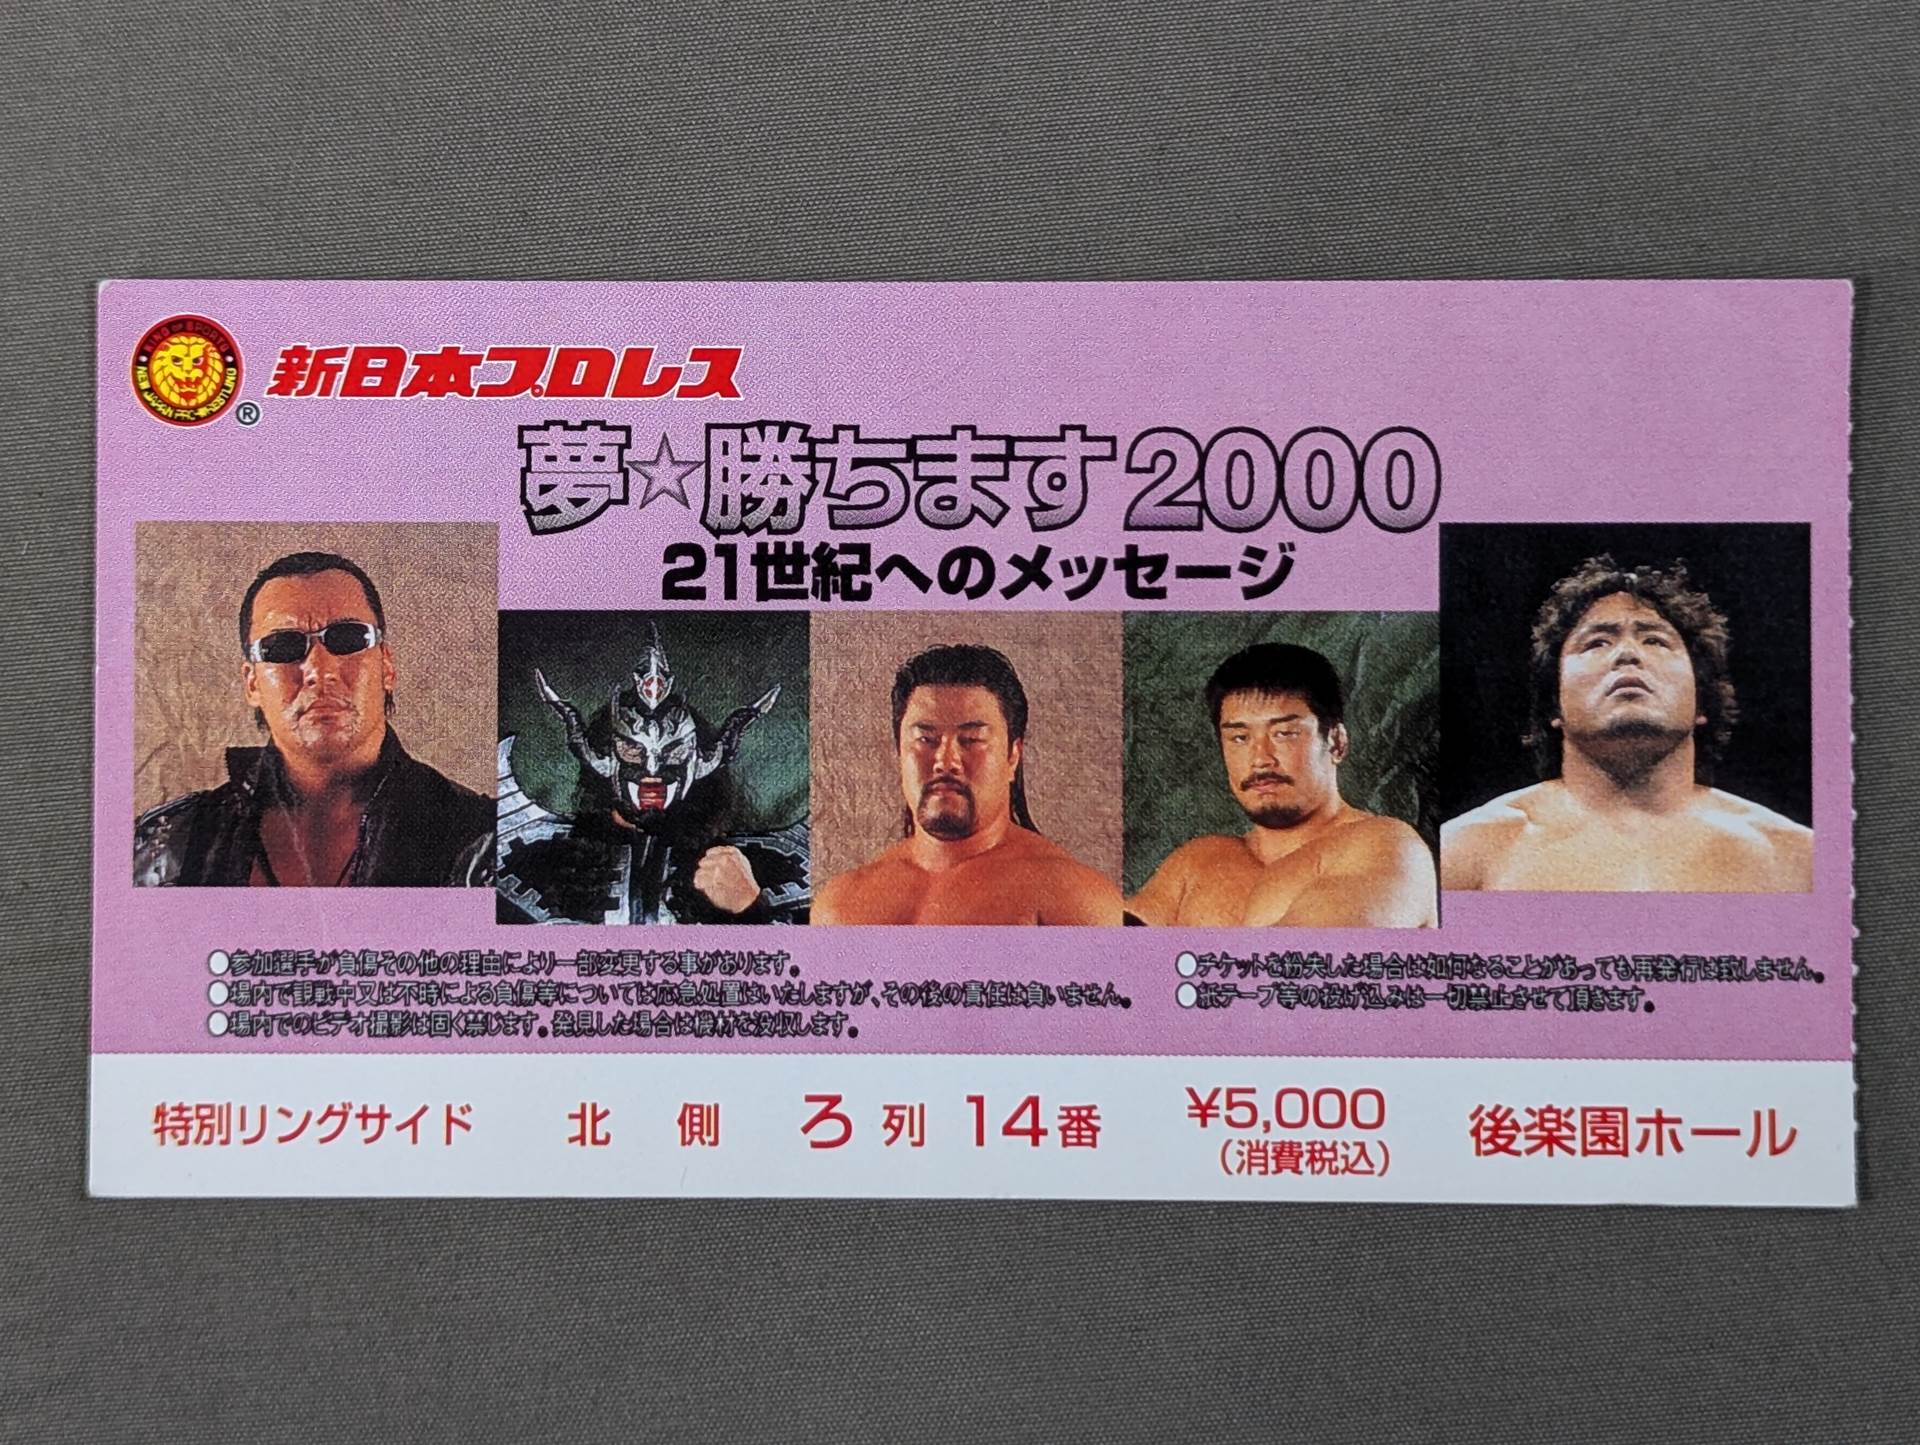 KING OF SPORTS
NEW JAPAN PRO-WRESTLING
®
新日本プロレス
夢☆勝ちます2000
21世紀へのメッセージ
●参加選手が負傷その他の理由により一部変更する事があります。
●場内で観戦中又は不時による負傷等については応急処置はいたしますが、その後の責任は負いません。
●場内でのビデオ撮影は固く禁じます。発見した場合は機材を没収します。
●チケットを紛失した場合は如何なることがあっても再発行は致しません。
●紙テープ等の投げ込みは一切禁止させて頂きます。
特別リングサイド 北側 ろ列 14番 ¥5,000 後楽園ホール
(消費税込)